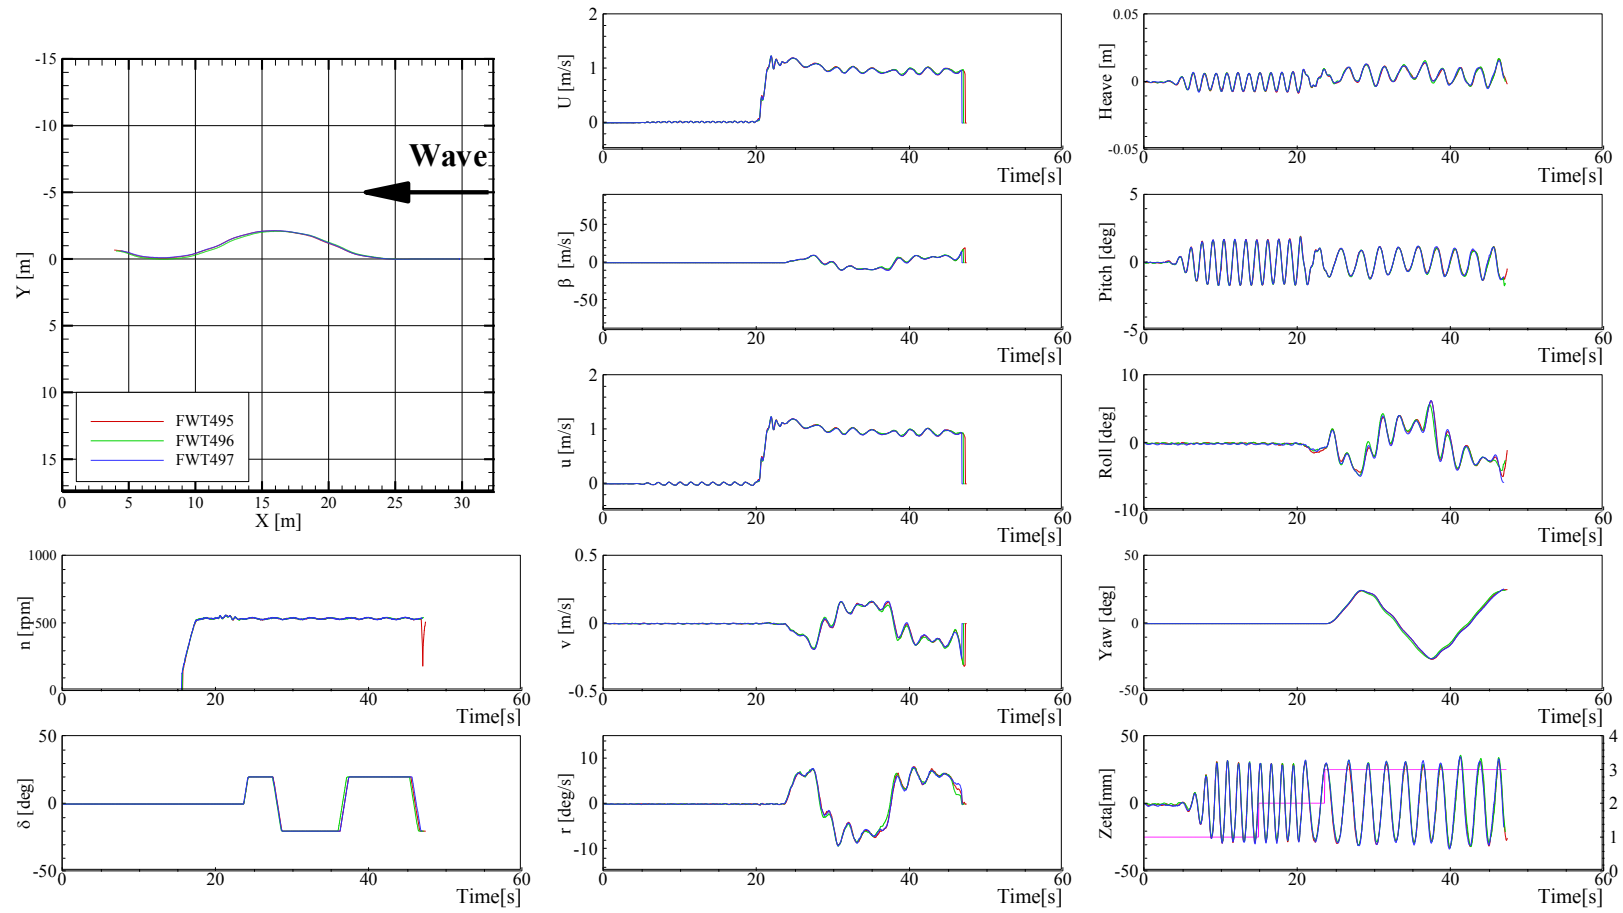 -15
-10
-5
0
5
10
15
Y [m]
Wave
FWT495
FWT496
FWT497
0 5 10 15 20 25 30
X [m]
1000
500
0
n [rpm]
20 40 60
Time[s]
50
0
-50
δ [deg]
0 20 40 60
Time[s]
2
1
0
U [m/s]
0 20 40 60
Time[s]
50
0
-50
β [m/s]
0 20 40 60
Time[s]
2
1
0
u [m/s]
0 20 40 60
Time[s]
0.5
0
-0.5
v [m/s]
0 20 40 60
Time[s]
10
0
-10
r [deg/s]
0 20 40 60
Time[s]
0.05
0
-0.05
Heave [m]
0 20 40 60
Time[s]
5
0
-5
Pitch [deg]
0 20 40 60
Time[s]
10
0
-10
Roll [deg]
0 20 40 60
Time[s]
50
0
-50
Yaw [deg]
0 20 40 60
Time[s]
50
0
-50
Zeta[mm]
4
3
2
1
0
0 20 40 60
Time[s]